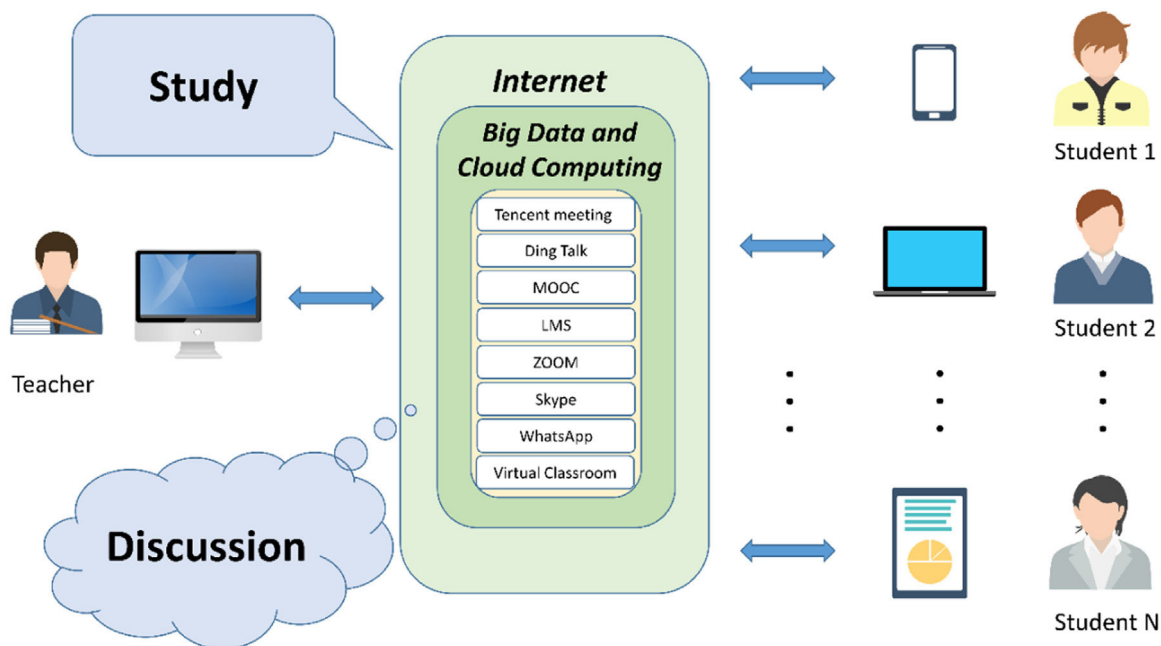 Study
Internet
Big Data and
Cloud Computing
Tencent meeting
Ding Talk
MOOC
LMS
ZOOM
Skype
WhatsApp
Virtual Classroom
Teacher
Discussion
Student 1
Student 2
Student N